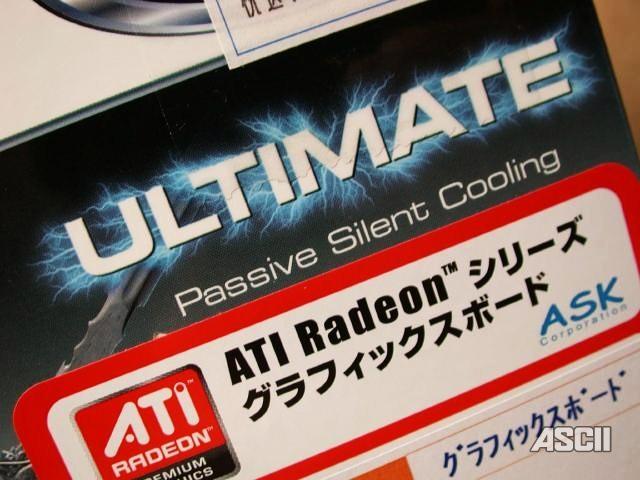 ULTIMATE
Passive Silent Cooling
ATI Radeon™ シリーズ
グラフィックスボード
ASK
Corporation
ATI
RADEON™
グラフィックスボード
ASCII